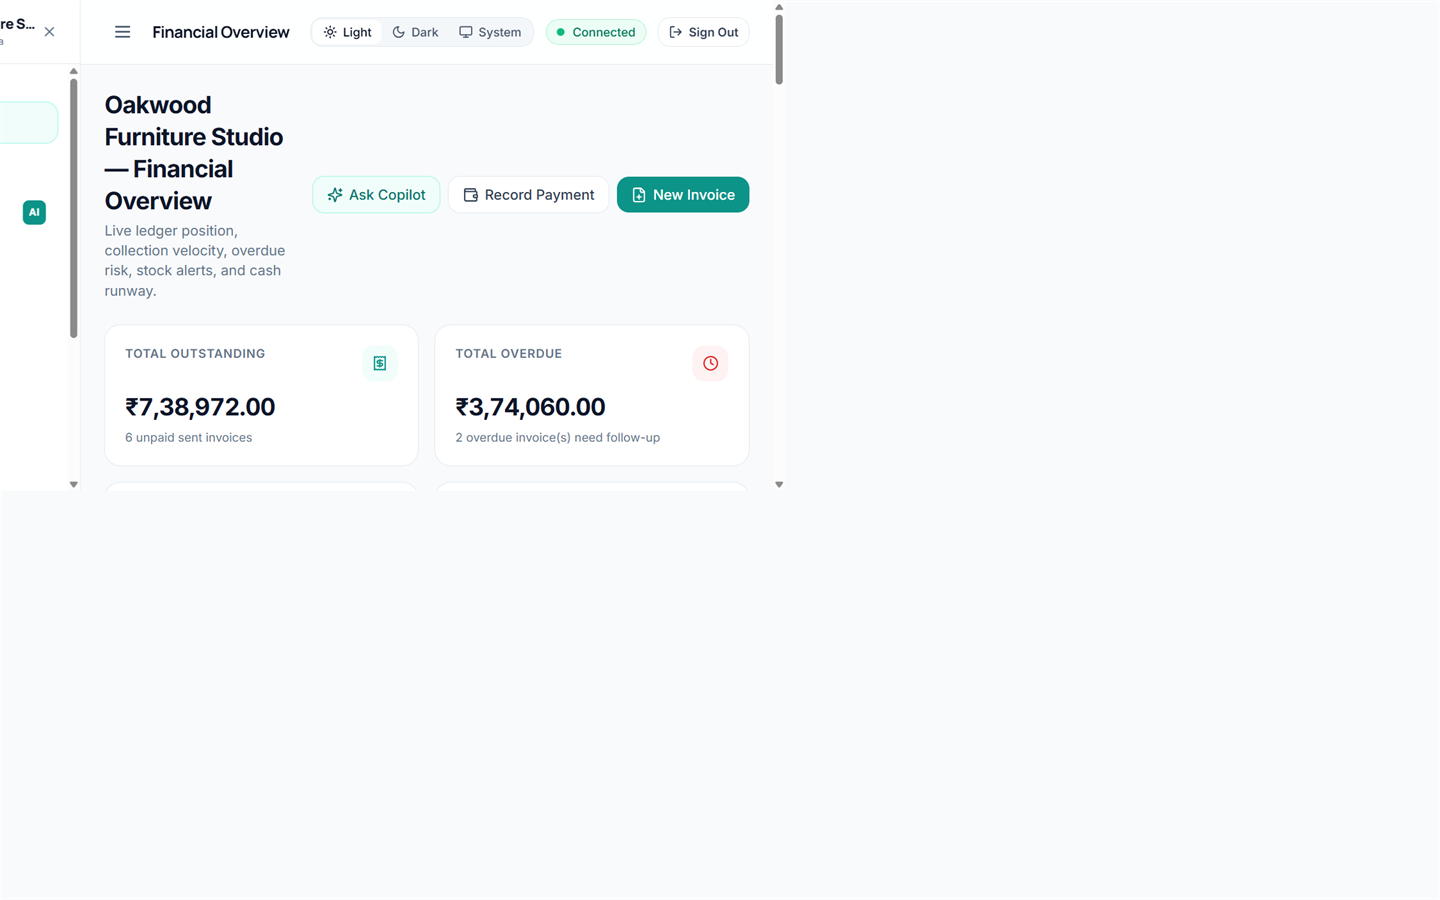 re S...
a
AI
Financial Overview
Light
Dark
System
Connected
Sign Out
Oakwood
Furniture Studio
— Financial
Overview
Live ledger position,
collection velocity, overdue
risk, stock alerts, and cash
runway.
Ask Copilot
Record Payment
New Invoice
TOTAL OUTSTANDING
₹7,38,972.00
6 unpaid sent invoices
TOTAL OVERDUE
₹3,74,060.00
2 overdue invoice(s) need follow-up